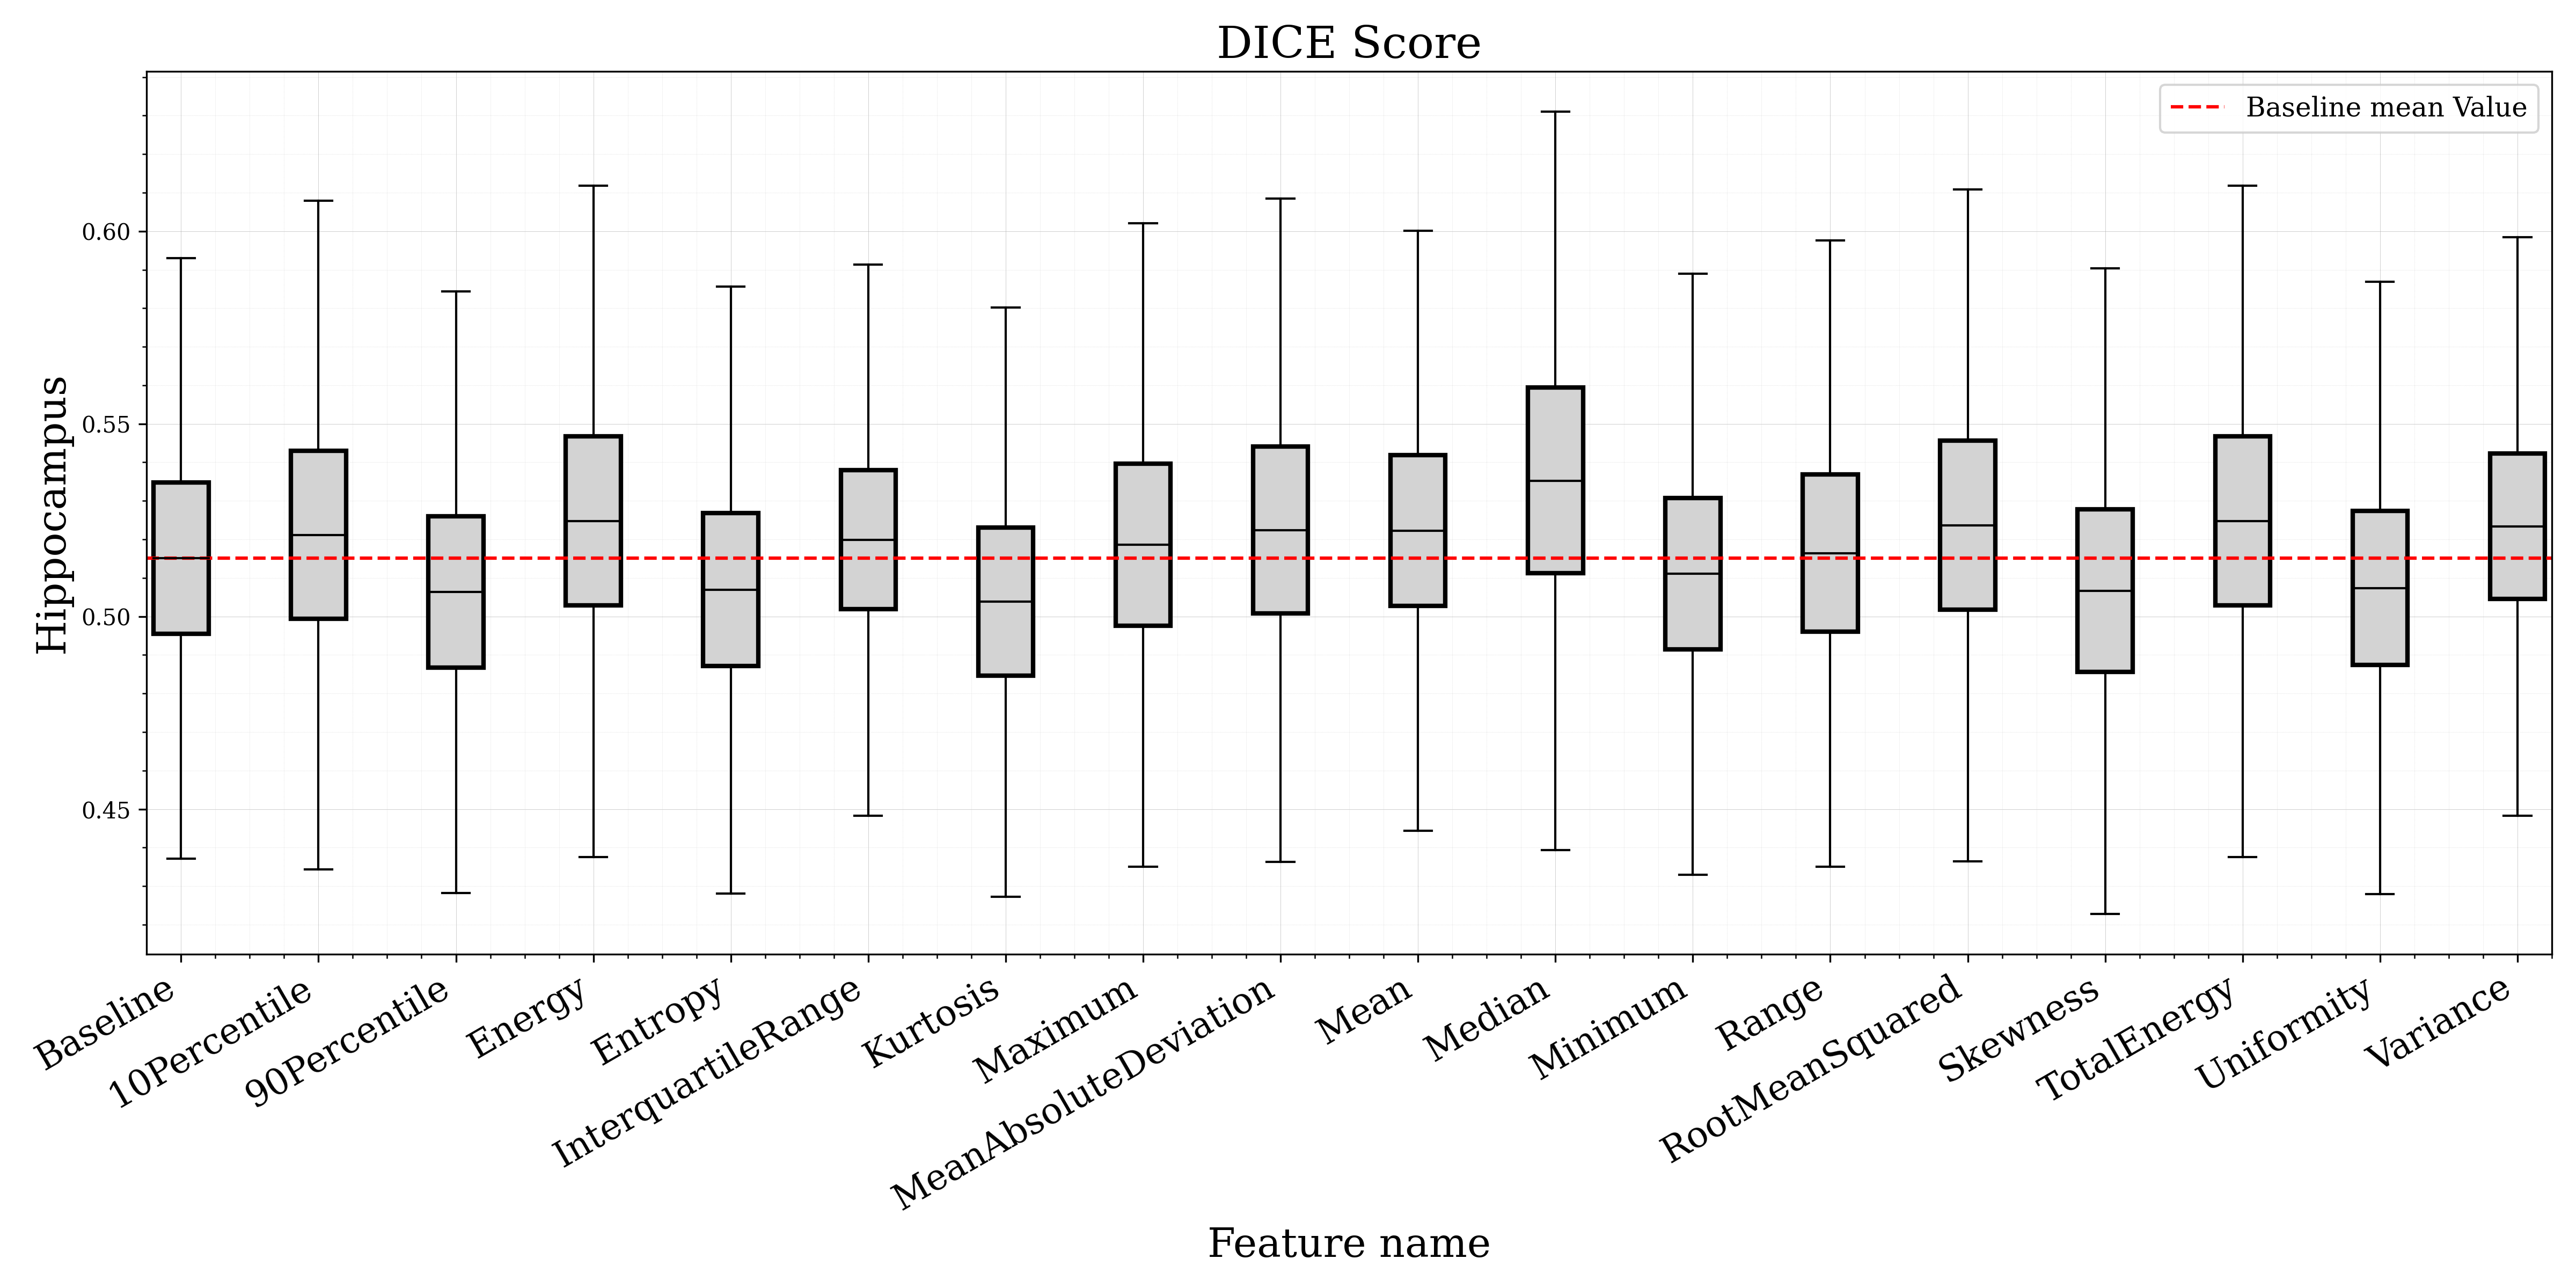 DICE Score
Baseline mean Value
Hippocampus
0.60
0.55
0.50
0.45
Baseline
10Percentile
90Percentile
Energy
Entropy
InterquartileRange
Kurtosis
Maximum
MeanAbsoluteDeviation
Mean
Median
Minimum
Range
RootMeanSquared
Skewness
TotalEnergy
Uniformity
Variance
Feature name